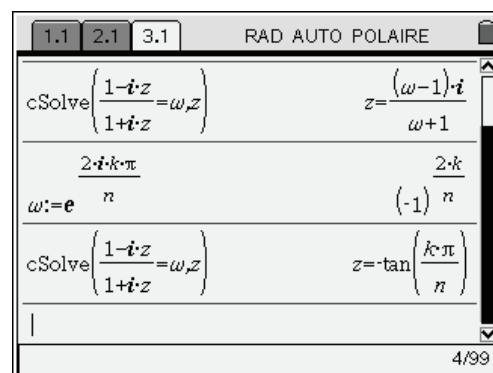 1.1 2.1 3.1 RAD AUTO POLAIRE
cSolve((1-i·z)/(1+i·z)=ω,z) z=((ω-1)·i)/(ω+1)
ω:=e^((2·i·k·π)/n) (-1)^((2·k)/n)
cSolve((1-i·z)/(1+i·z)=ω,z) z=-tan((k·π)/n)
4/99